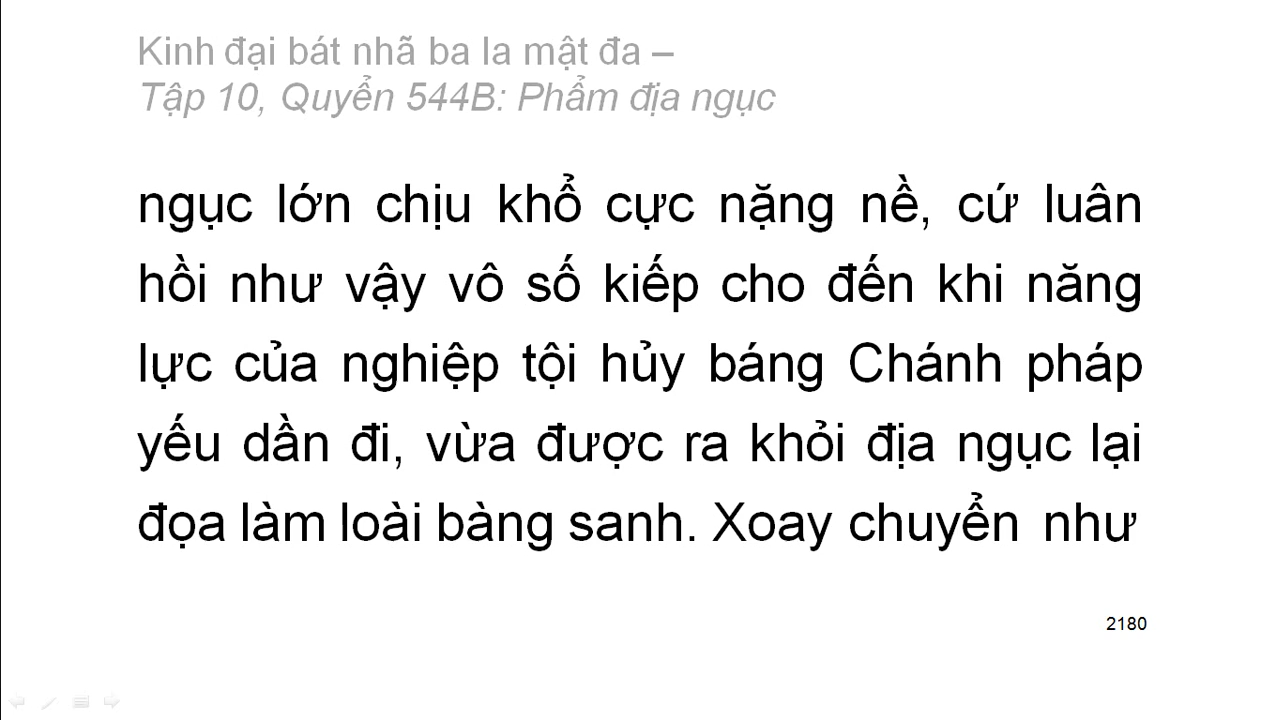 Kinh đại bát nhã ba la mật đa –
Tập 10, Quyển 544B: Phẩm địa ngục
ngục lớn chịu khổ cực nặng nề, cứ luân
hồi như vậy vô số kiếp cho đến khi năng
lực của nghiệp tội hủy báng Chánh pháp
yếu dần đi, vừa được ra khỏi địa ngục lại
đọa làm loài bàng sanh. Xoay chuyển như
2180